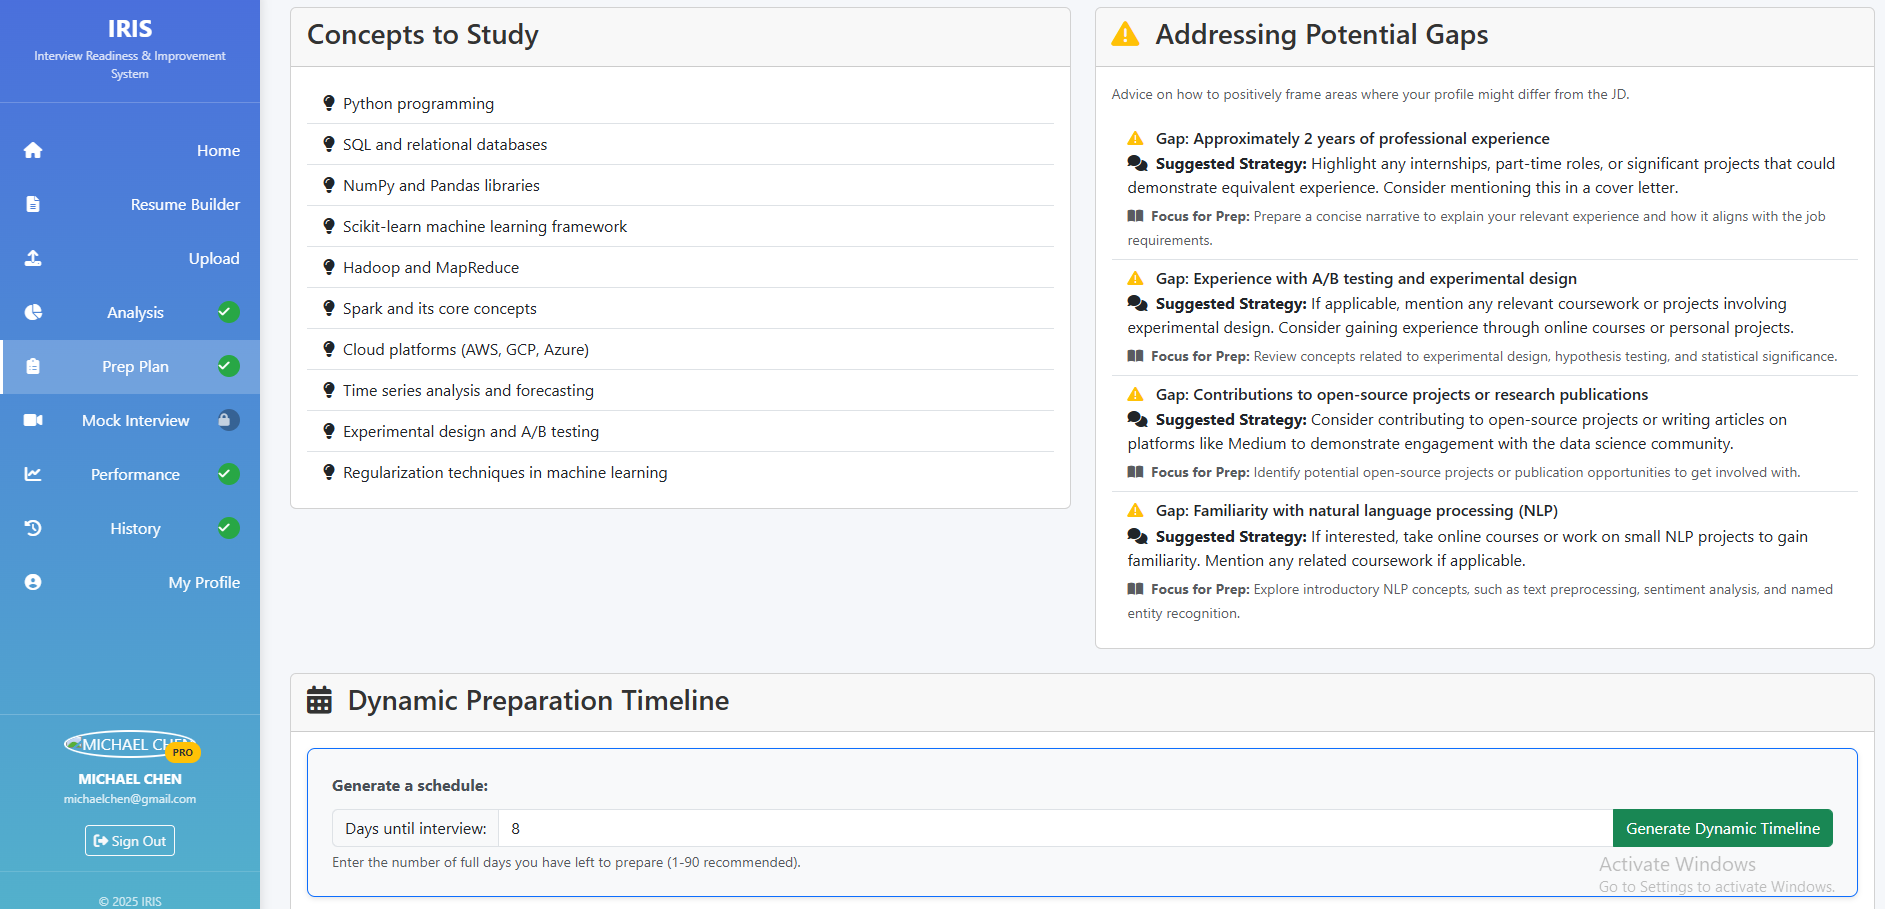 IRIS
Interview Readiness & Improvement
System
Home
Resume Builder
Upload
Analysis
Prep Plan
Mock Interview
Performance
History
My Profile
MICHAEL CH
PRO
MICHAEL CHEN
michaelchen@gmail.com
Sign Out
© 2025 IRIS
Concepts to Study
Python programming
SQL and relational databases
NumPy and Pandas libraries
Scikit-learn machine learning framework
Hadoop and MapReduce
Spark and its core concepts
Cloud platforms (AWS, GCP, Azure)
Time series analysis and forecasting
Experimental design and A/B testing
Regularization techniques in machine learning
Addressing Potential Gaps
Advice on how to positively frame areas where your profile might differ from the JD.
Gap: Approximately 2 years of professional experience
Suggested Strategy: Highlight any internships, part-time roles, or significant projects that could
demonstrate equivalent experience. Consider mentioning this in a cover letter.
Focus for Prep: Prepare a concise narrative to explain your relevant experience and how it aligns with the job
requirements.
Gap: Experience with A/B testing and experimental design
Suggested Strategy: If applicable, mention any relevant coursework or projects involving
experimental design. Consider gaining experience through online courses or personal projects.
Focus for Prep: Review concepts related to experimental design, hypothesis testing, and statistical significance.
Gap: Contributions to open-source projects or research publications
Suggested Strategy: Consider contributing to open-source projects or writing articles on
platforms like Medium to demonstrate engagement with the data science community.
Focus for Prep: Identify potential open-source projects or publication opportunities to get involved with.
Gap: Familiarity with natural language processing (NLP)
Suggested Strategy: If interested, take online courses or work on small NLP projects to gain
familiarity. Mention any related coursework if applicable.
Focus for Prep: Explore introductory NLP concepts, such as text preprocessing, sentiment analysis, and named
entity recognition.
Dynamic Preparation Timeline
Generate a schedule:
Days until interview: 8
Generate Dynamic Timeline
Enter the number of full days you have left to prepare (1-90 recommended).
Activate Windows
Go to Settings to activate Windows.